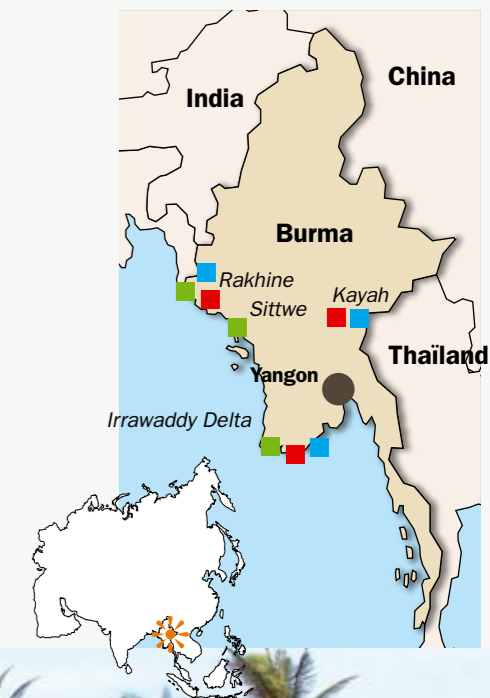 China
India
Burma
Rakhine
Kayah
Sittwe
Thaïland
Yangon
Irrawaddy Delta